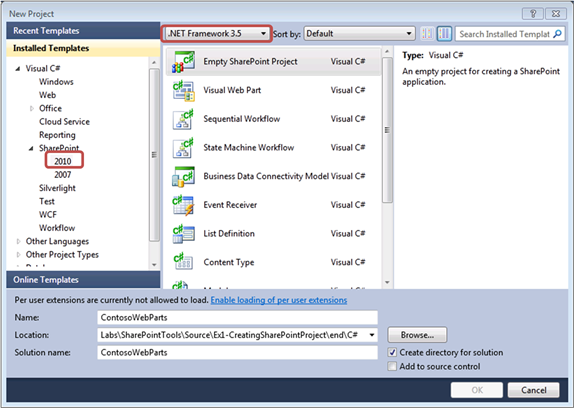 New Project
Recent Templates
Installed Templates
Visual C#
Windows
Web
Office
Cloud Service
Reporting
SharePoint
2010
2007
Silverlight
Test
WCF
Workflow
Other Languages
Other Project Types
Database
Online Templates
.NET Framework 3.5
Sort by: Default
Search Installed Templat
Empty SharePoint Project Visual C#
Visual Web Part Visual C#
Sequential Workflow Visual C#
State Machine Workflow Visual C#
Business Data Connectivity Model Visual C#
Event Receiver Visual C#
List Definition Visual C#
Content Type Visual C#
Type: Visual C#
An empty project for creating a SharePoint
application.
Per user extensions are currently not allowed to load. Enable loading of per user extensions
Name: ContosoWebParts
Location: Labs\SharePointTools\Source\Ex1-CreatingSharePointProject\end\C# Browse...
Solution name: ContosoWebParts
Create directory for solution
Add to source control
OK Cancel